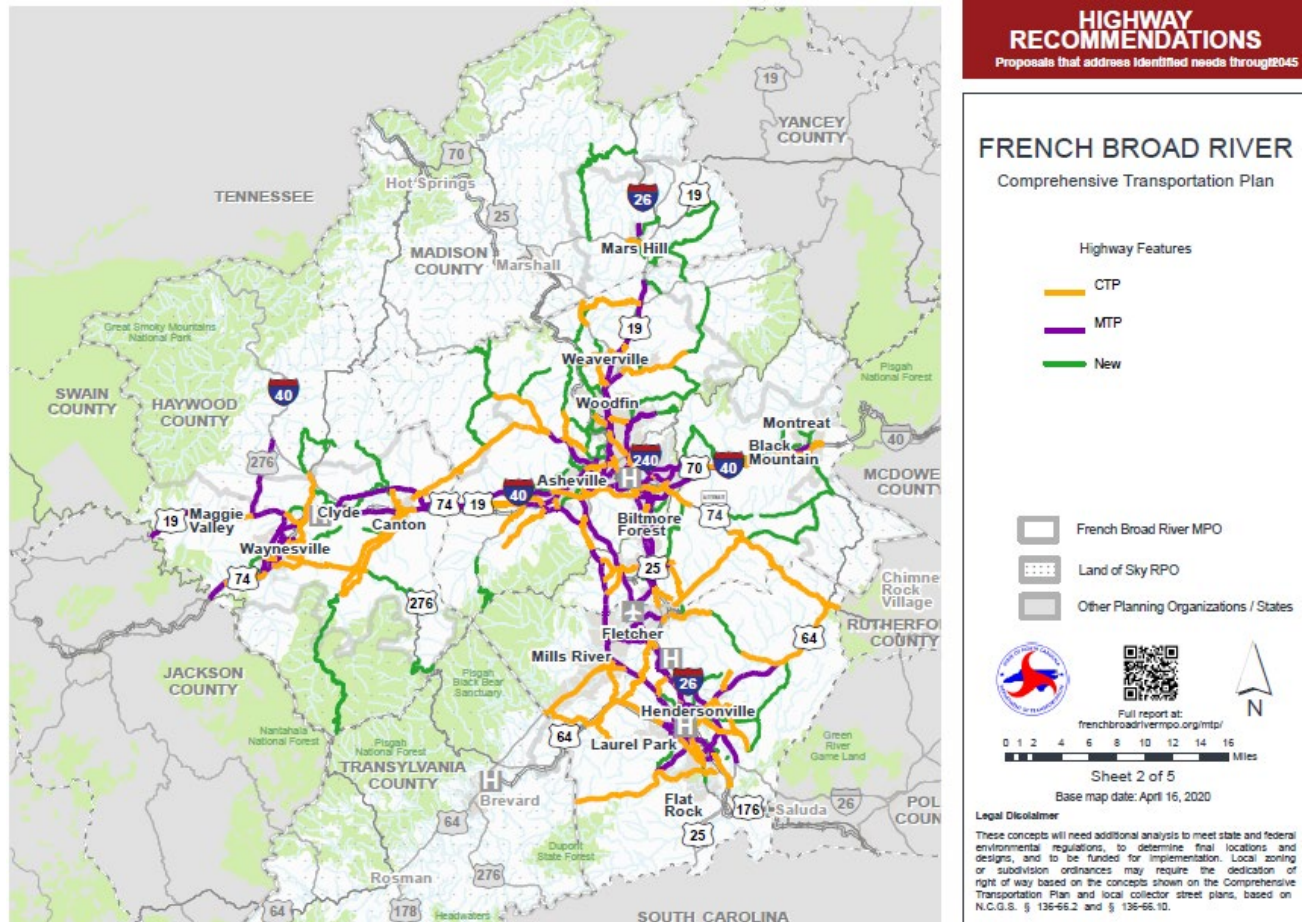 HIGHWAY
RECOMMENDATIONS
Proposals that address identified needs through2045
FRENCH BROAD RIVER
Comprehensive Transportation Plan
Highway Features
CTP
MTP
New
French Broad River MPO
Land of Sky RPO
Other Planning Organizations / States
Full report at:
frenchbroadrivermpo.org/mtp/
N
0 1 2 4 6 8 10 12 14 16
Miles
Sheet 2 of 5
Base map date: April 16, 2020
Legal Disclaimer
These concepts will need additional analysis to meet state and federal
environmental regulations, to determine final locations and
designs, and to be funded for implementation. Local zoning
or subdivision ordinances may require the dedication of
right of way based on the concepts shown on the Comprehensive
Transportation Plan and local collector street plans, based on
N.C.G.S. § 136-66.2 and § 136-66.10.
19
YANCEY
COUNTY
70
Hot Springs
TENNESSEE
26
19
25
MADISON
COUNTY
Marshall
Mars Hill
Great Smoky Mountains
National Park
19
Weaverville
Pisgah
National Forest
SWAIN
COUNTY
HAYWOOD
COUNTY
40
Woodfin
Montreat
Black
Mountain
40
276
240
70
40
MCDOWE
COUNTY
Asheville
H
40
74
19
74
19
Maggie
Valley
Clyde
H
Canton
Biltmore
Forest
Waynesville
74
25
276
Chimne
Rock
Village
RUTHERFO
COUNTY
64
Fletcher
Mills River
H
JACKSON
COUNTY
Pisgah
Black Bear
Sanctuary
26
Hendersonville
H
Nantahala
National Forest
Pisgah
National Forest
64
Laurel Park
Green
River
Game Land
TRANSYLVANIA
COUNTY
H
Brevard
Flat
Rock
176
Saluda
26
POL
COUN
64
25
Dupont
State Forest
Rosman
276
64
178
Headwaters
SOUTH CAROLINA